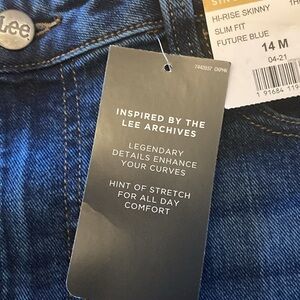 Lee
HI-RISE SKINNY
SLIM FIT
FUTURE BLUE
14 M
04-21
INSPIRED BY THE
LEE ARCHIVES
LEGENDARY
DETAILS ENHANCE
YOUR CURVES
HINT OF STRETCH
FOR ALL DAY
COMFORT